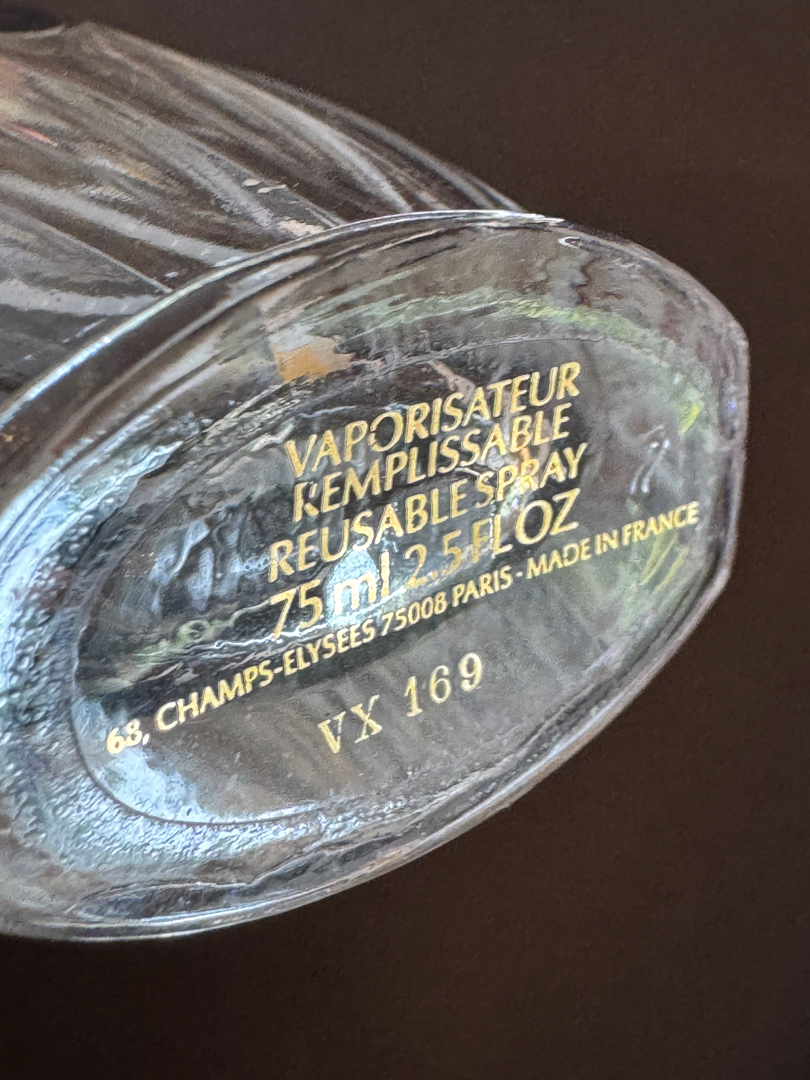 VAPORISATEUR
REMPLISSABLE
REUSABLE SPRAY
75 ml 2.5 FL OZ
68, CHAMPS-ELYSEES 75008 PARIS · MADE IN FRANCE
VX 169